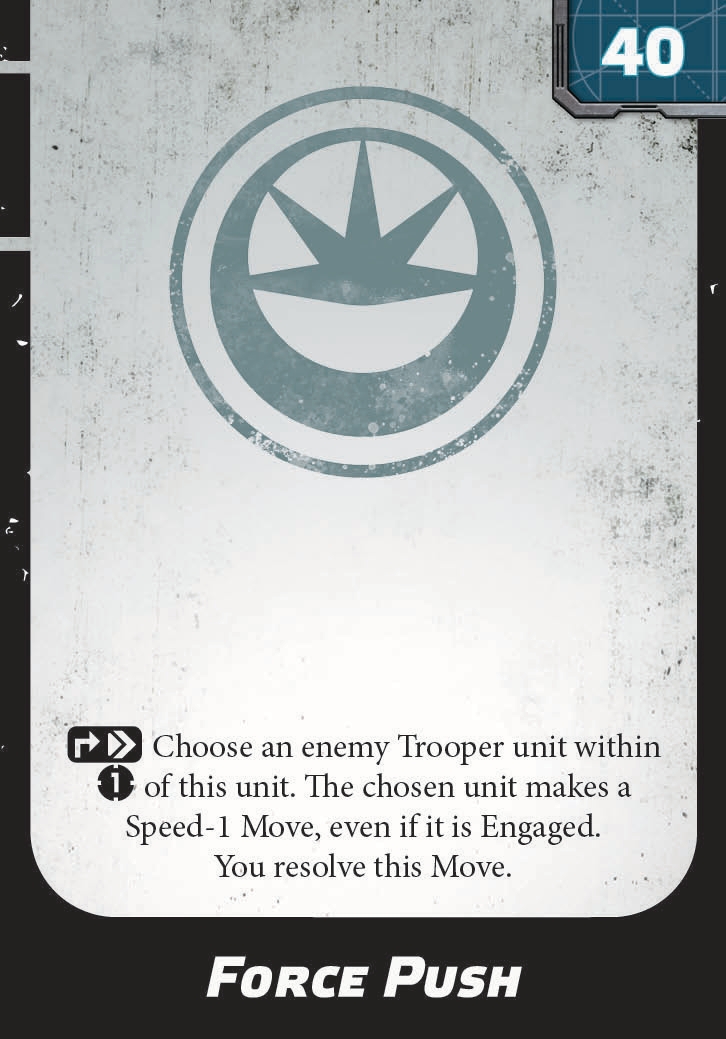 40
Choose an enemy Trooper unit within
1 of this unit. The chosen unit makes a
Speed-1 Move, even if it is Engaged.
You resolve this Move.
Force Push